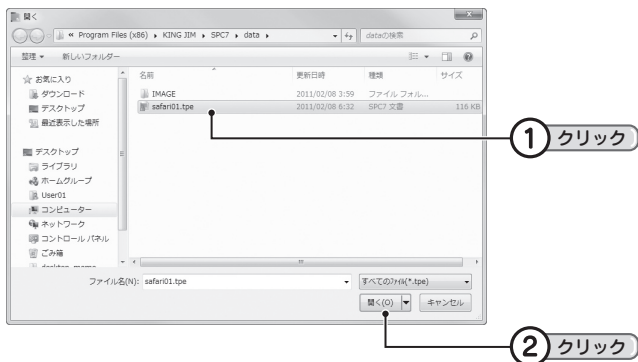 開く
« Program Files (x86) ▸ KING JIM ▸ SPC7 ▸ data ▸
dataの検索
整理 ▼ 新しいフォルダー
名前 更新日時 種類 サイズ
お気に入り
ダウンロード
デスクトップ
最近表示した場所
IMAGE 2011/02/08 3:59 ファイル フォル...
safari01.tpe 2011/02/08 6:32 SPC7 文書 116 KB
① クリック
デスクトップ
ライブラリ
ホームグループ
User01
コンピューター
ネットワーク
コントロール パネル
ごみ箱
ファイル名(N): safari01.tpe
すべてのファイル(*.tpe)
開く(O) キャンセル
② クリック